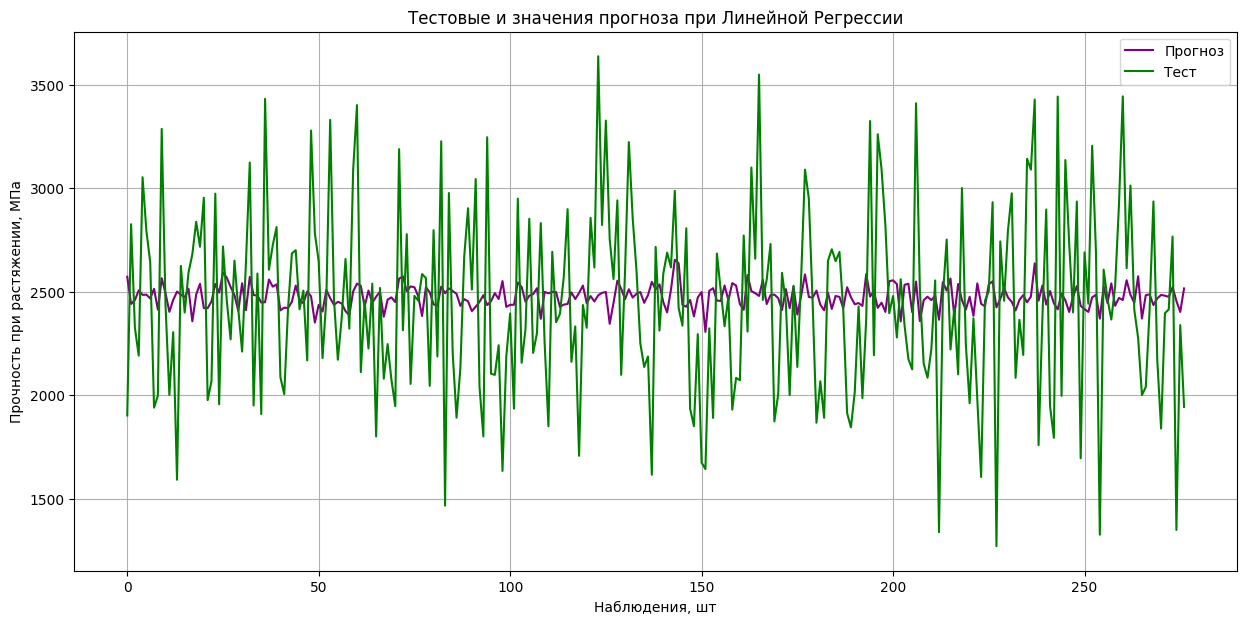 Тестовые и значения прогноза при Линейной Регрессии
Прогноз
Тест
3500
3000
2500
2000
1500
Прочность при растяжении, МПа
0
50
100
150
200
250
Наблюдения, шт